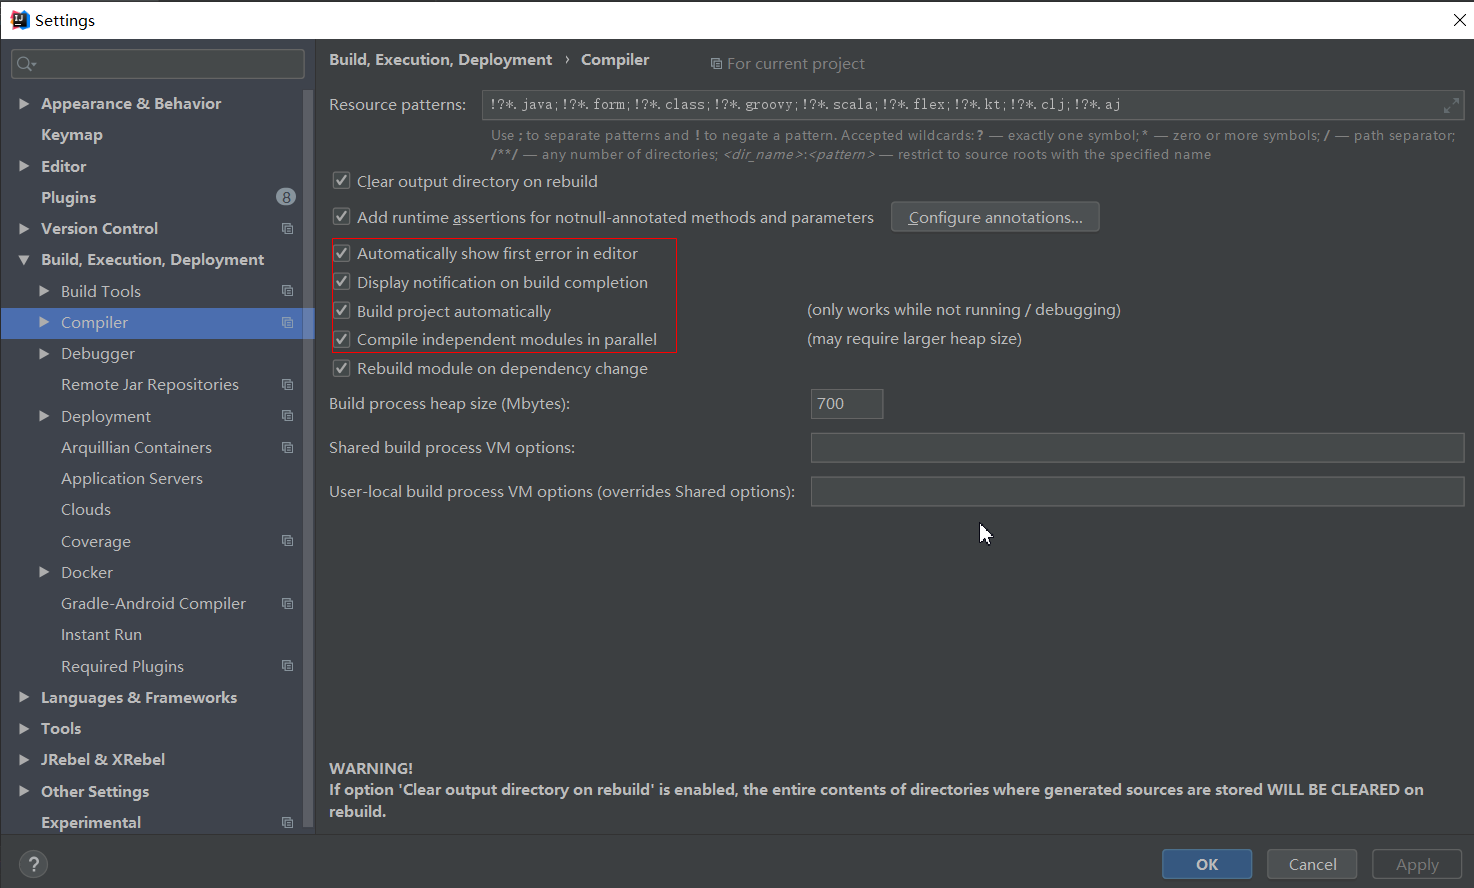 Settings
Build, Execution, Deployment › Compiler
For current project
Appearance & Behavior
Keymap
Editor
Plugins
8
Version Control
Build, Execution, Deployment
Build Tools
Compiler
Debugger
Remote Jar Repositories
Deployment
Arquillian Containers
Application Servers
Clouds
Coverage
Docker
Gradle-Android Compiler
Instant Run
Required Plugins
Languages & Frameworks
Tools
JRebel & XRebel
Other Settings
Experimental
Resource patterns:
!?*.java;!?*.form;!?*.class;!?*.groovy;!?*.scala;!?*.flex;!?*.kt;!?*.clj;!?*.aj
Use ; to separate patterns and ! to negate a pattern. Accepted wildcards: ? — exactly one symbol; * — zero or more symbols; / — path separator;
/**/ — any number of directories; <dir_name>:<pattern> — restrict to source roots with the specified name
Clear output directory on rebuild
Add runtime assertions for notnull-annotated methods and parameters
Configure annotations...
Automatically show first error in editor
Display notification on build completion
Build project automatically
(only works while not running / debugging)
Compile independent modules in parallel
(may require larger heap size)
Rebuild module on dependency change
Build process heap size (Mbytes):
700
Shared build process VM options:
User-local build process VM options (overrides Shared options):
WARNING!
If option 'Clear output directory on rebuild' is enabled, the entire contents of directories where generated sources are stored WILL BE CLEARED on
rebuild.
?
OK
Cancel
Apply